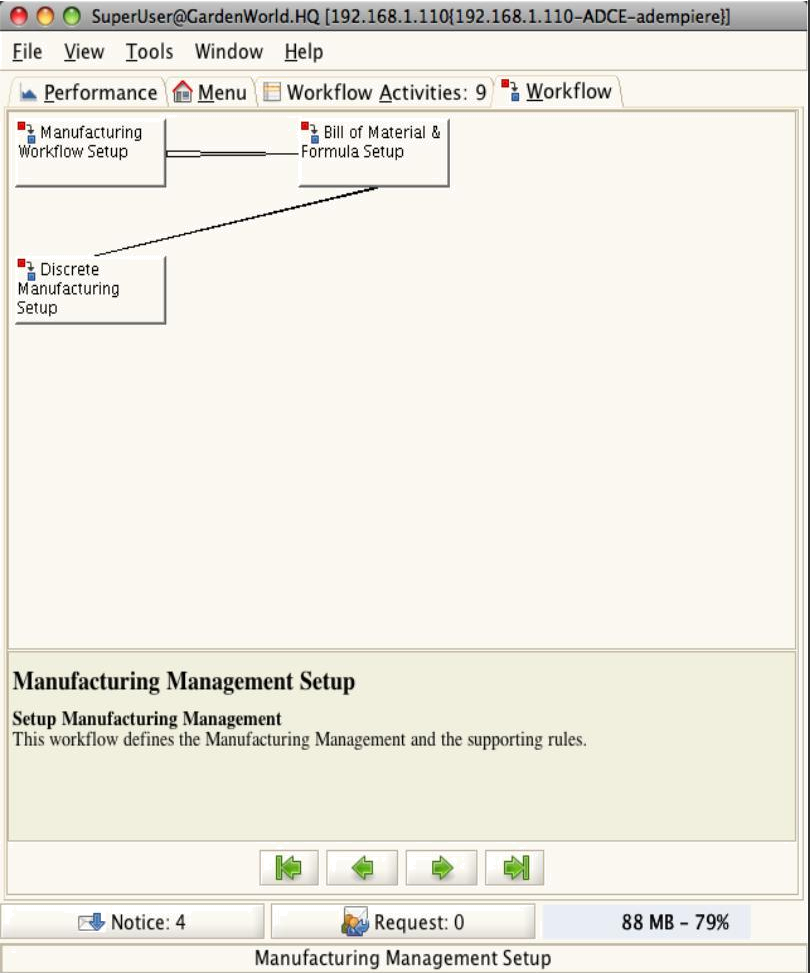 SuperUser@GardenWorld.HQ [192.168.1.110{192.168.1.110-ADCE-adempiere}]
File View Tools Window Help
Performance Menu Workflow Activities: 9 Workflow
Manufacturing
Workflow Setup
Bill of Material &
Formula Setup
Discrete
Manufacturing
Setup
Manufacturing Management Setup
Setup Manufacturing Management
This workflow defines the Manufacturing Management and the supporting rules.
Notice: 4 Request: 0 88 MB - 79%
Manufacturing Management Setup